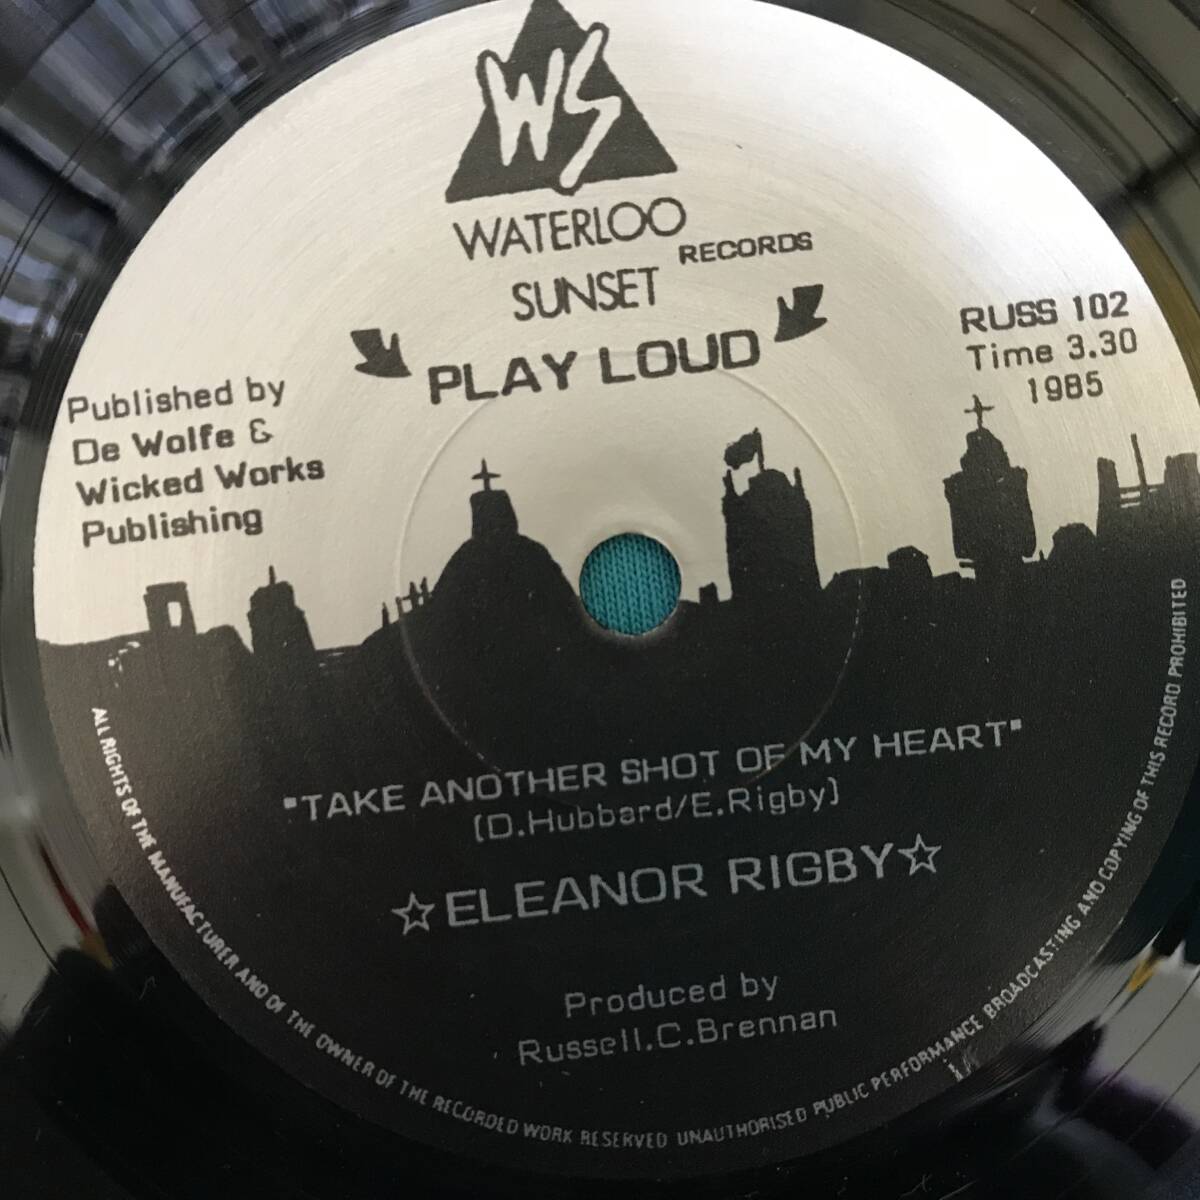 WS
WATERLOO
SUNSET RECORDS
PLAY LOUD
RUSS 102
Time 3.30
1985
Published by
De Wolfe &
Wicked Works
Publishing
"TAKE ANOTHER SHOT OF MY HEART"
(D.Hubbard/E.Rigby)
☆ELEANOR RIGBY☆
Produced by
Russell.C.Brennan
ALL RIGHTS OF THE MANUFACTURER AND OF THE OWNER OF THE RECORDED WORK RESERVED UNAUTHORISED PUBLIC PERFORMANCE BROADCASTING AND COPYING OF THIS RECORD PROHIBITED